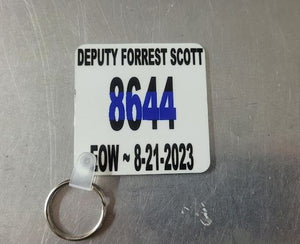 DEPUTY FORREST SCOTT
8644
EOW ~ 8-21-2023